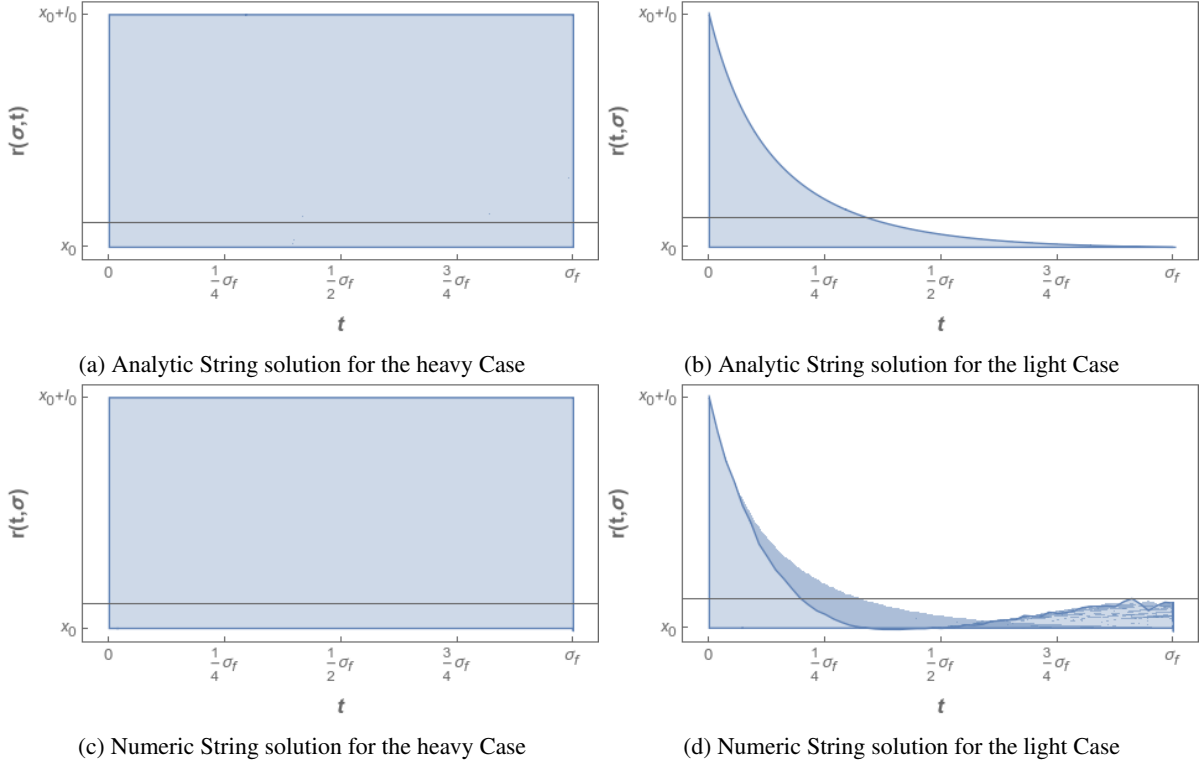 x₀+l₀
r(σ,t)
x₀
0
1/4 σf
1/2 σf
3/4 σf
σf
t
(a) Analytic String solution for the heavy Case
x₀+l₀
r(t,σ)
x₀
0
1/4 σf
1/2 σf
3/4 σf
σf
t
(b) Analytic String solution for the light Case
x₀+l₀
r(t,σ)
x₀
0
1/4 σf
1/2 σf
3/4 σf
σf
t
(c) Numeric String solution for the heavy Case
x₀+l₀
r(t,σ)
x₀
0
1/4 σf
1/2 σf
3/4 σf
σf
t
(d) Numeric String solution for the light Case